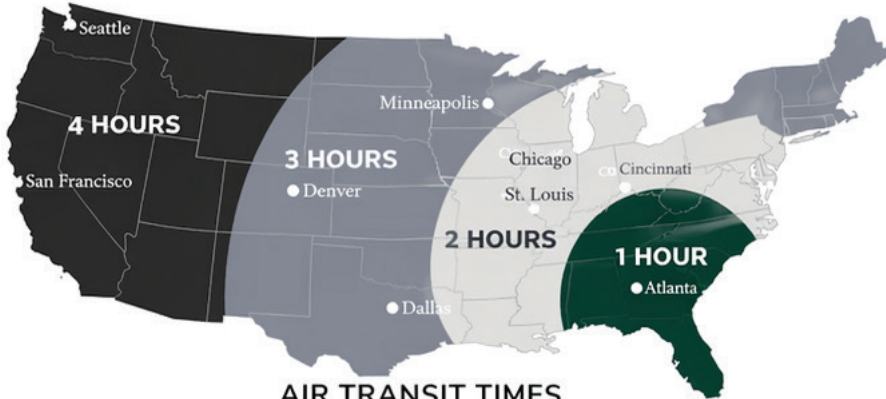 Seattle
Minneapolis
4 HOURS
Chicago
3 HOURS
Cincinnati
San Francisco
Denver
St. Louis
2 HOURS
1 HOUR
Atlanta
Dallas
AIR TRANSIT TIMES